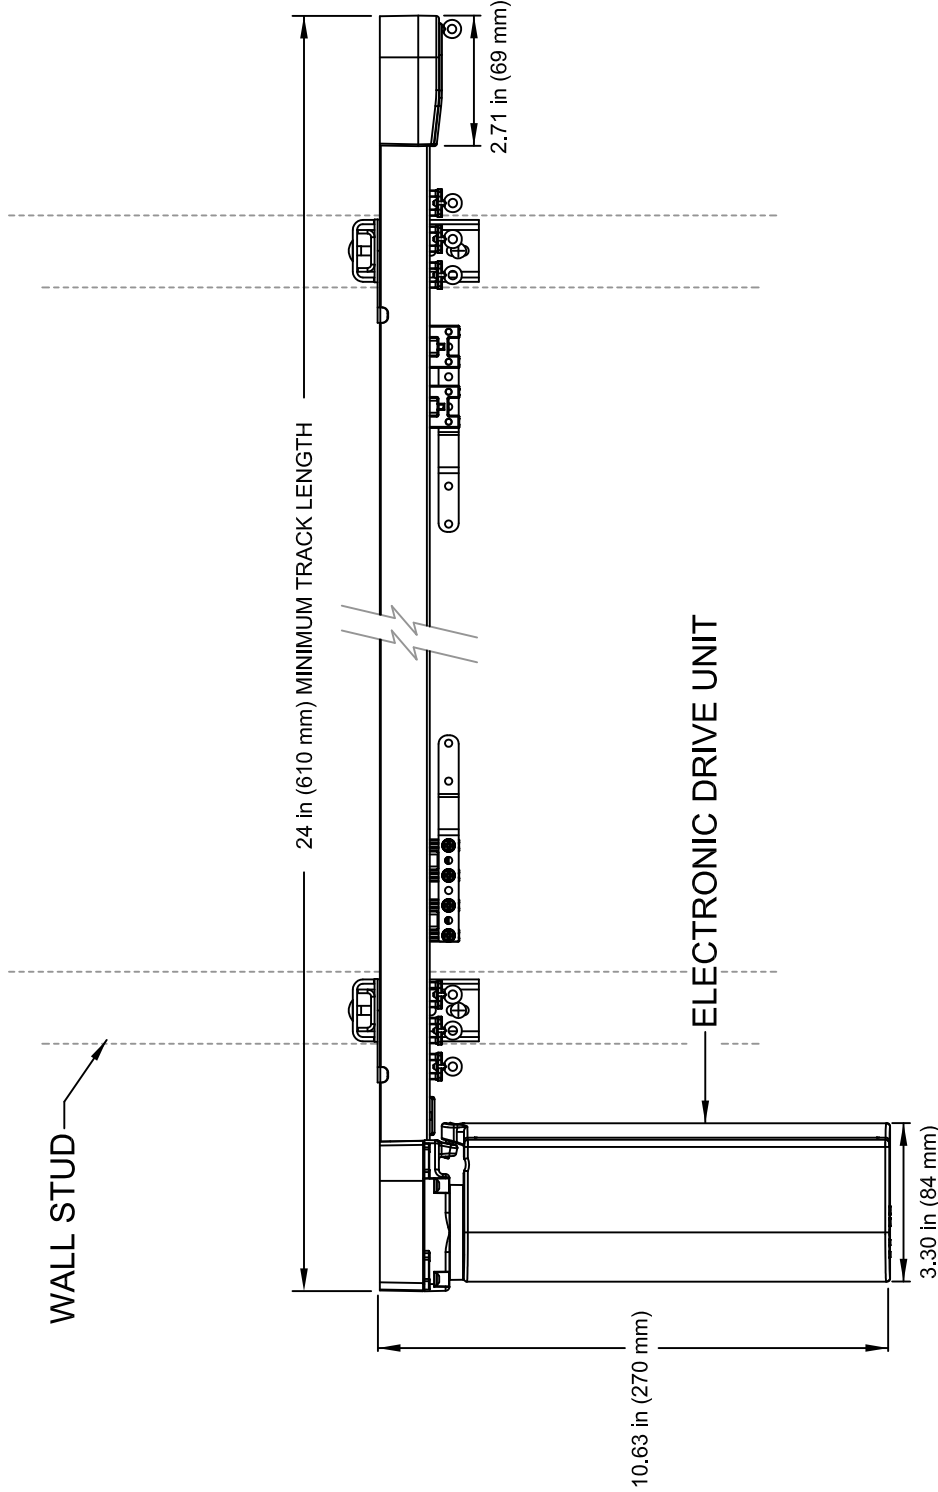 WALL STUD
24 in (610 mm) MINIMUM TRACK LENGTH
2.71 in (69 mm)
ELECTRONIC DRIVE UNIT
10.63 in (270 mm)
3.30 in (84 mm)